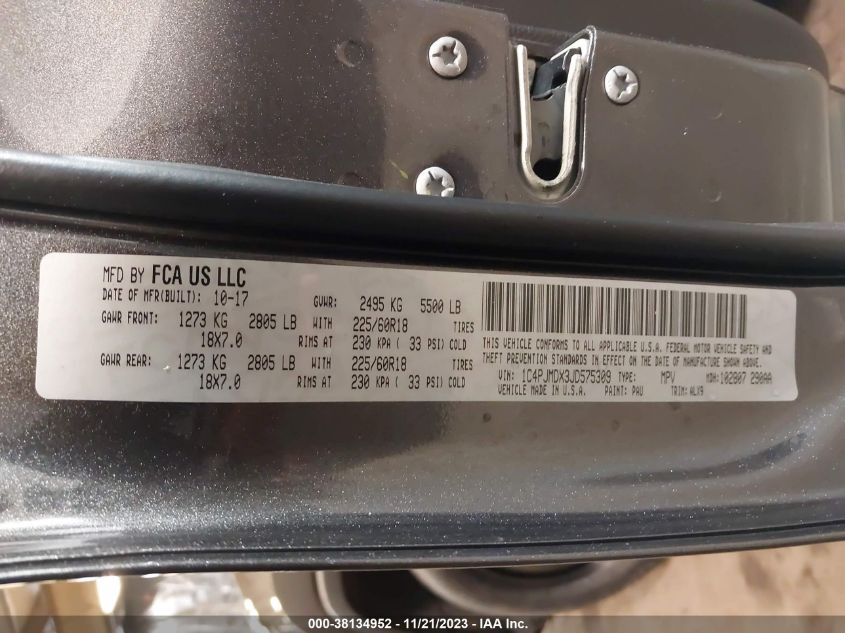 MFD BY FCA US LLC
DATE OF MFR(BUILT): 10-17 GVWR: 2495 KG 5500 LB
GAWR FRONT: 1273 KG 2805 LB WITH 225/60R18 TIRES
18X7.0 RIMS AT 230 KPA ( 33 PSI) COLD
GAWR REAR: 1273 KG 2805 LB WITH 225/60R18 TIRES
18X7.0 RIMS AT 230 KPA ( 33 PSI) COLD
THIS VEHICLE CONFORMS TO ALL APPLICABLE U.S.A. FEDERAL MOTOR VEHICLE SAFETY AND
THEFT PREVENTION STANDARDS IN EFFECT ON THE DATE OF MANUFACTURE SHOWN ABOVE.
VIN: 1C4PJMDX3JD575309 TYPE: MPV MDH: 102807 290AA
VEHICLE MADE IN U.S.A. PAINT: PAU TRIM: ALX9
000-38134952 - 11/21/2023 - IAA Inc.